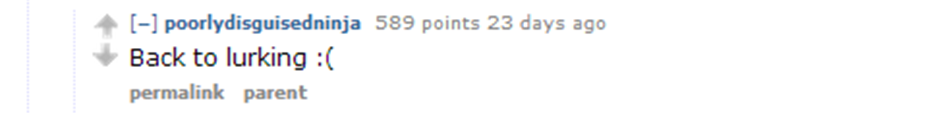 [–] poorlydisguisedninja 589 points 23 days ago
Back to lurking :(
permalink parent